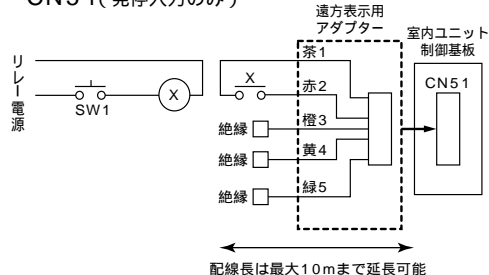 CN51(発停入力のみ)
遠方表示用
アダプター
室内ユニット
制御基板
リレー電源
SW1
X
X
茶1
赤2
絶縁 橙3
絶縁 黄4
絶縁 緑5
CN51
配線長は最大10mまで延長可能